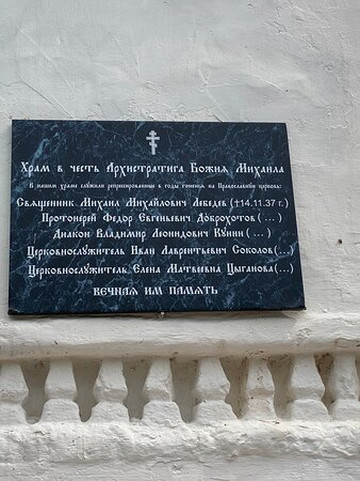 Храм в честь Архистратига Божия Михаила
В нашем храме служили репрессированные в годы гонения на Православную церковь:
Священник Михаил Михайлович Лебедев (†14.11.37 г.)
Протоиерей Федор Евгеньевич Доброхотов ( ... )
Диакон Владимир Леонидович Кунин ( ... )
Церковнослужитель Иван Лаврентьевич Соколов (...)
Церковнослужитель Елена Матвеевна Цыганова (...)
ВЕЧНАЯ ИМ ПАМЯТЬ